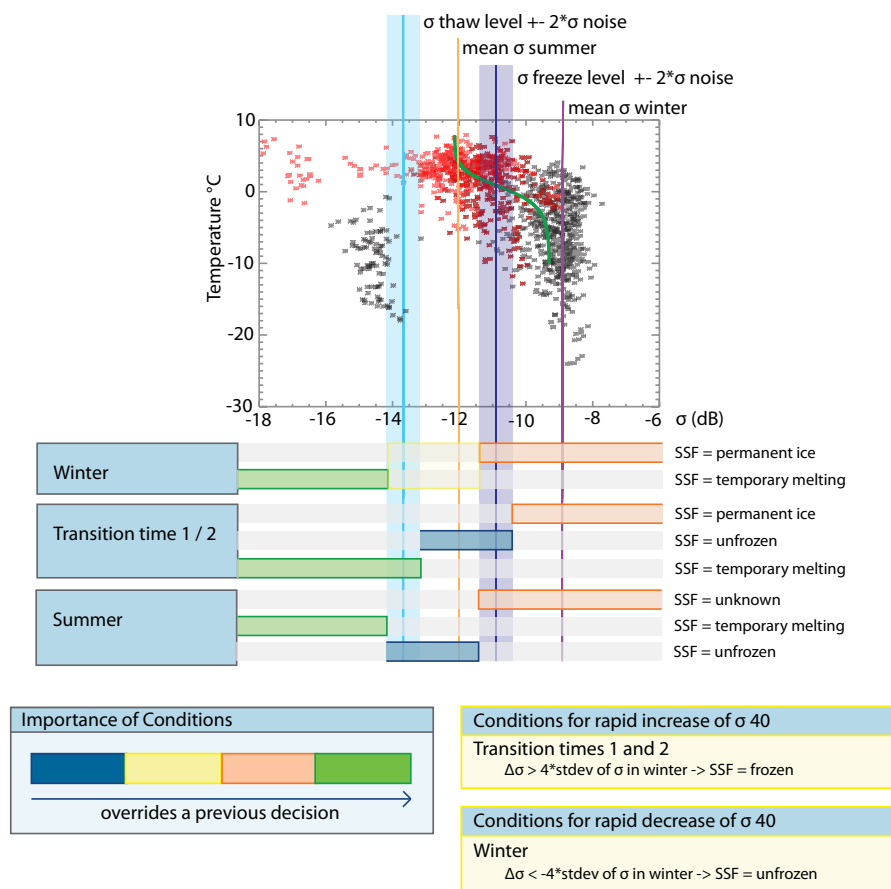 σ thaw level +- 2*σ noise
mean σ summer
σ freeze level +- 2*σ noise
mean σ winter
Temperature °C
10
0
-10
-20
-30
-18
-16
-14
-12
-10
-8
-6
σ (dB)
Winter
SSF = permanent ice
SSF = temporary melting
Transition time 1 / 2
SSF = permanent ice
SSF = unfrozen
SSF = temporary melting
Summer
SSF = unknown
SSF = temporary melting
SSF = unfrozen
Importance of Conditions
overrides a previous decision
Conditions for rapid increase of σ 40
Transition times 1 and 2
Δσ > 4*stdev of σ in winter -> SSF = frozen
Conditions for rapid decrease of σ 40
Winter
Δσ < -4*stdev of σ in winter -> SSF = unfrozen